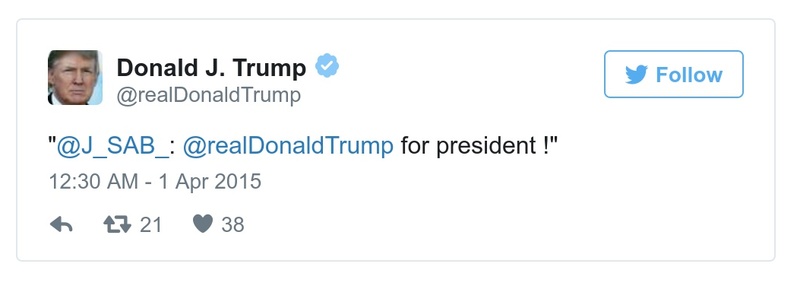 Donald J. Trump
@realDonaldTrump
Follow
"@J_SAB_: @realDonaldTrump for president !"
12:30 AM - 1 Apr 2015
21 38